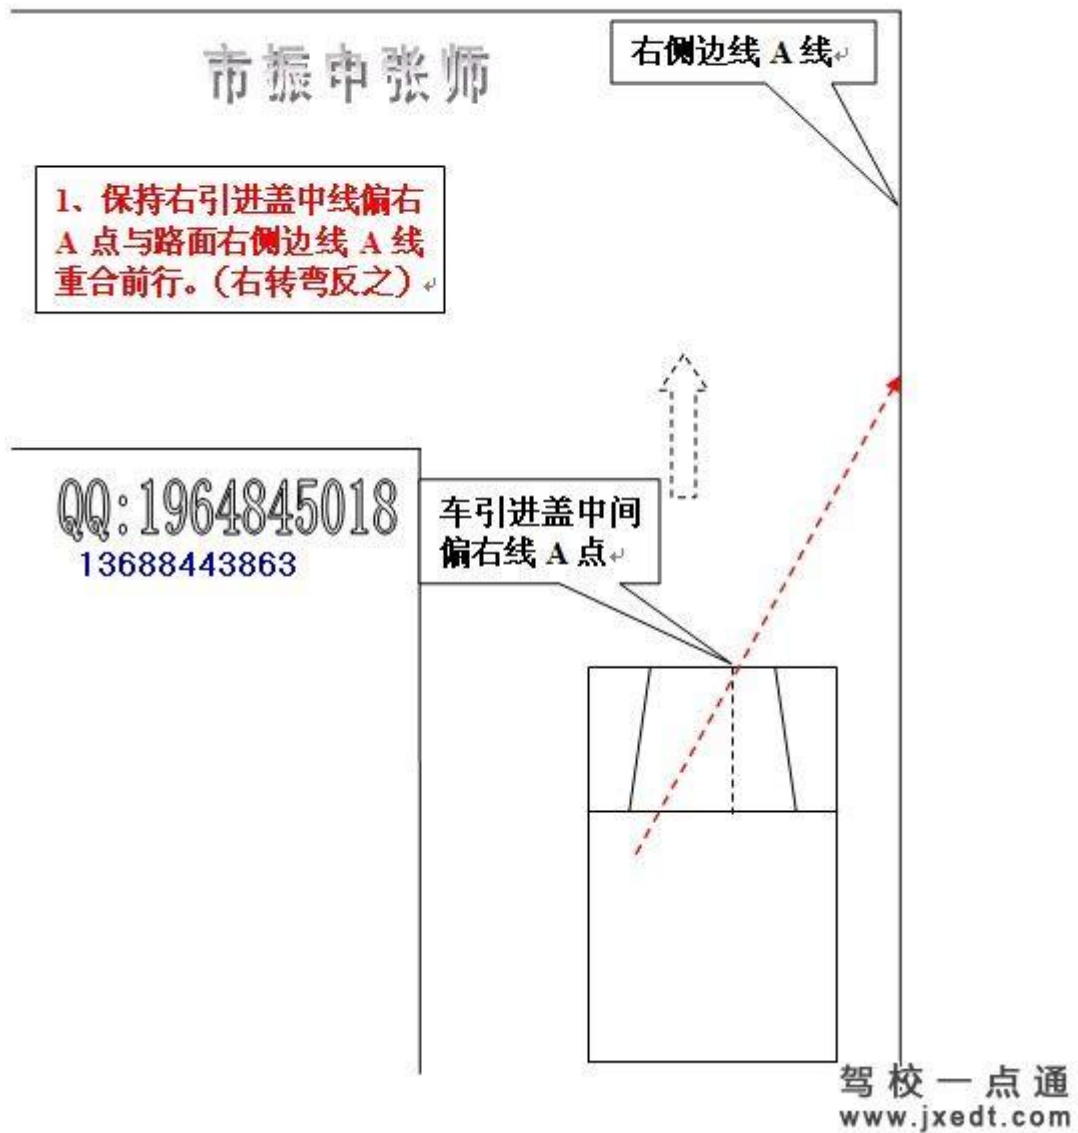 市振申张师
右侧边线 A 线
1、保持右引进盖中线偏右
A 点与路面右侧边线 A 线
重合前行。（右转弯反之）
QQ:1964845018
13688443863
车引进盖中间
偏右线 A 点
驾校一点通
www.jxedt.com